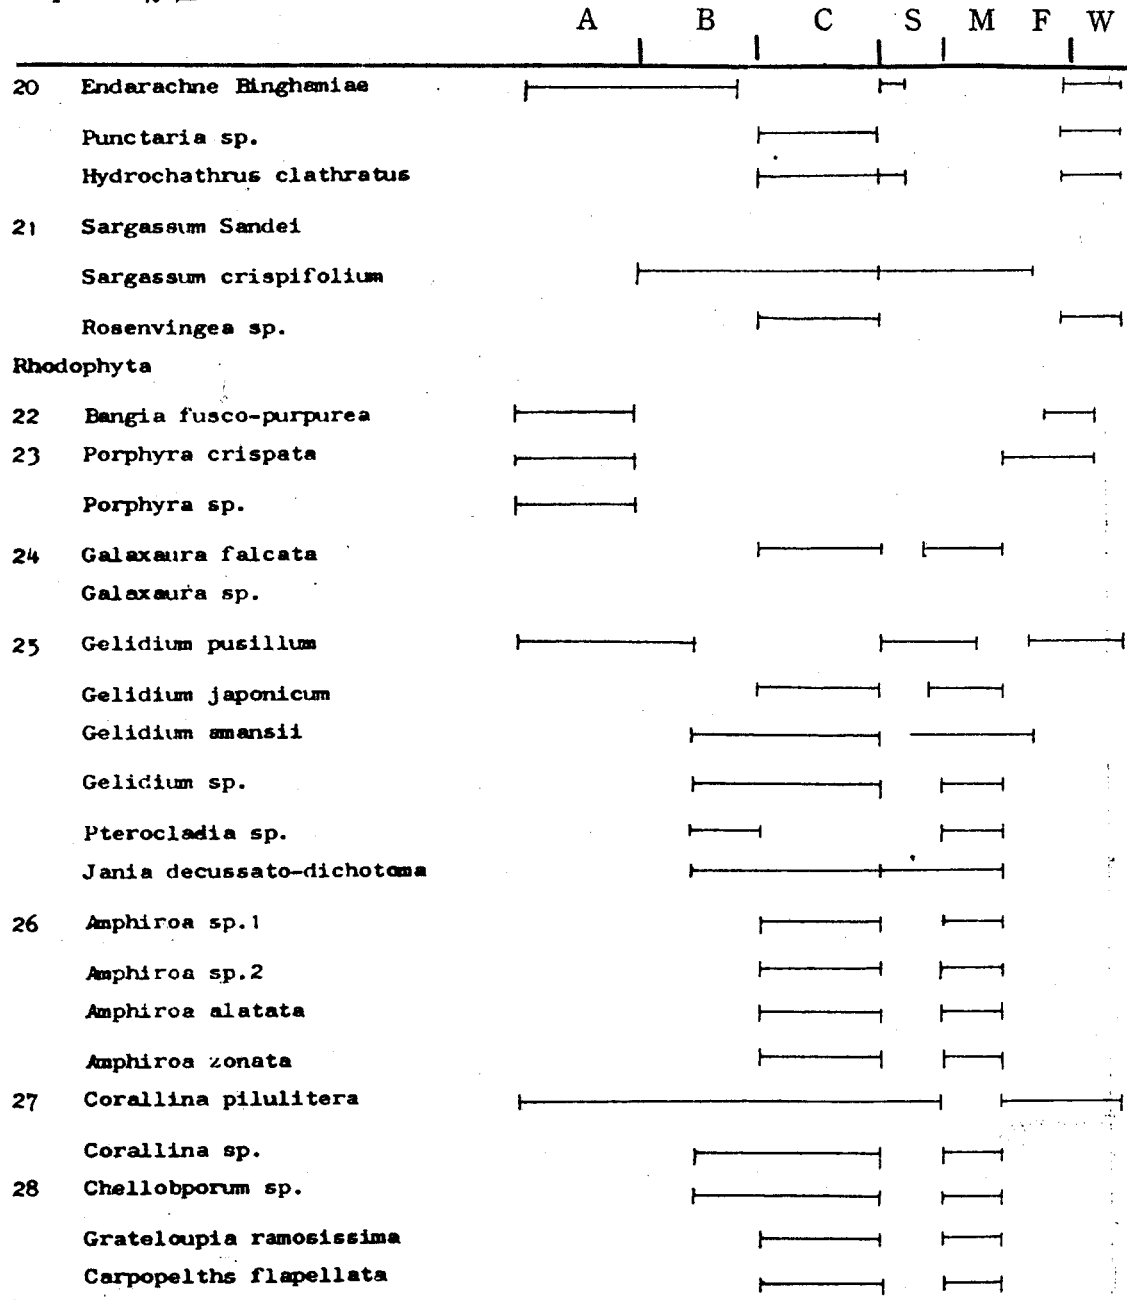 A B C S M F W
20 Endarachne Binghamiae
Punctaria sp.
Hydrochathrus clathratus
21 Sargassum Sandei
Sargassum crispifolium
Rosenvingea sp.
Rhodophyta
22 Bangia fusco-purpurea
23 Porphyra crispata
Porphyra sp.
24 Galaxaura falcata
Galaxaura sp.
25 Gelidium pusillum
Gelidium japonicum
Gelidium amansii
Gelidium sp.
Pterocladia sp.
Jania decussato-dichotoma
26 Amphiroa sp.1
Amphiroa sp.2
Amphiroa alatata
Amphiroa zonata
27 Corallina pilulitera
Corallina sp.
28 Chellobporum sp.
Grateloupia ramosissima
Carpopelths flapellata